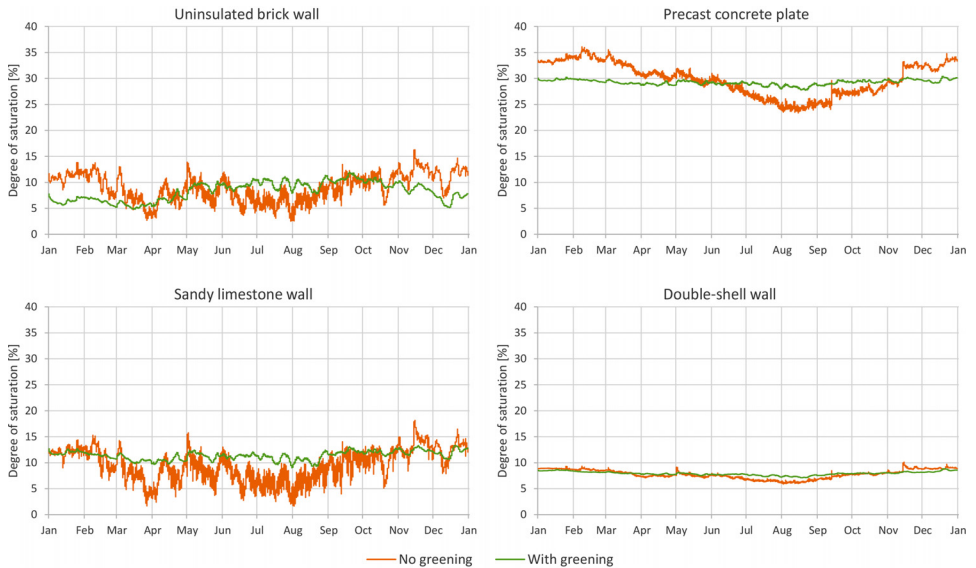 Uninsulated brick wall
Degree of saturation [%]
40
35
30
25
20
15
10
5
0
Jan Feb Mar Apr May Jun Jul Aug Sep Oct Nov Dec Jan
Precast concrete plate
Degree of saturation [%]
40
35
30
25
20
15
10
5
0
Jan Feb Mar Apr May Jun Jul Aug Sep Oct Nov Dec Jan
Sandy limestone wall
Degree of saturation [%]
40
35
30
25
20
15
10
5
0
Jan Feb Mar Apr May Jun Jul Aug Sep Oct Nov Dec Jan
Double-shell wall
Degree of saturation [%]
40
35
30
25
20
15
10
5
0
Jan Feb Mar Apr May Jun Jul Aug Sep Oct Nov Dec Jan
No greening With greening